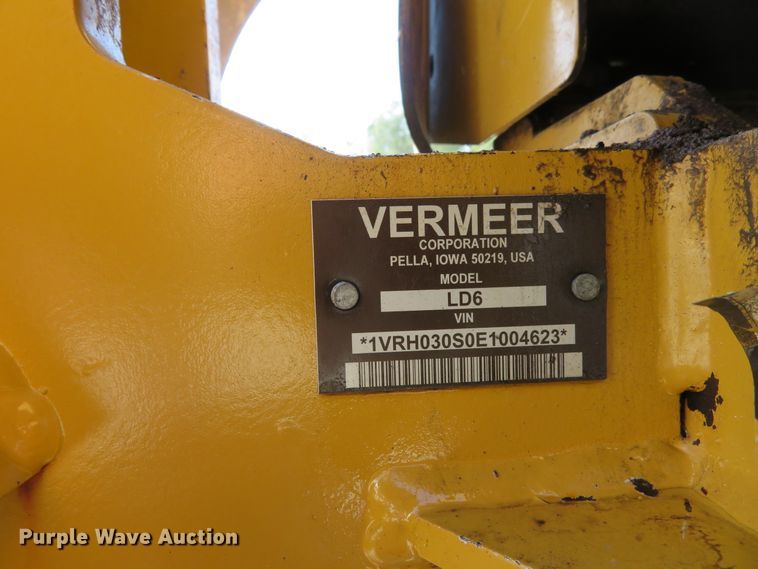 VERMEER
CORPORATION
PELLA, IOWA 50219, USA
MODEL
LD6
VIN
*1VRH030S0E1004623*
Purple Wave Auction